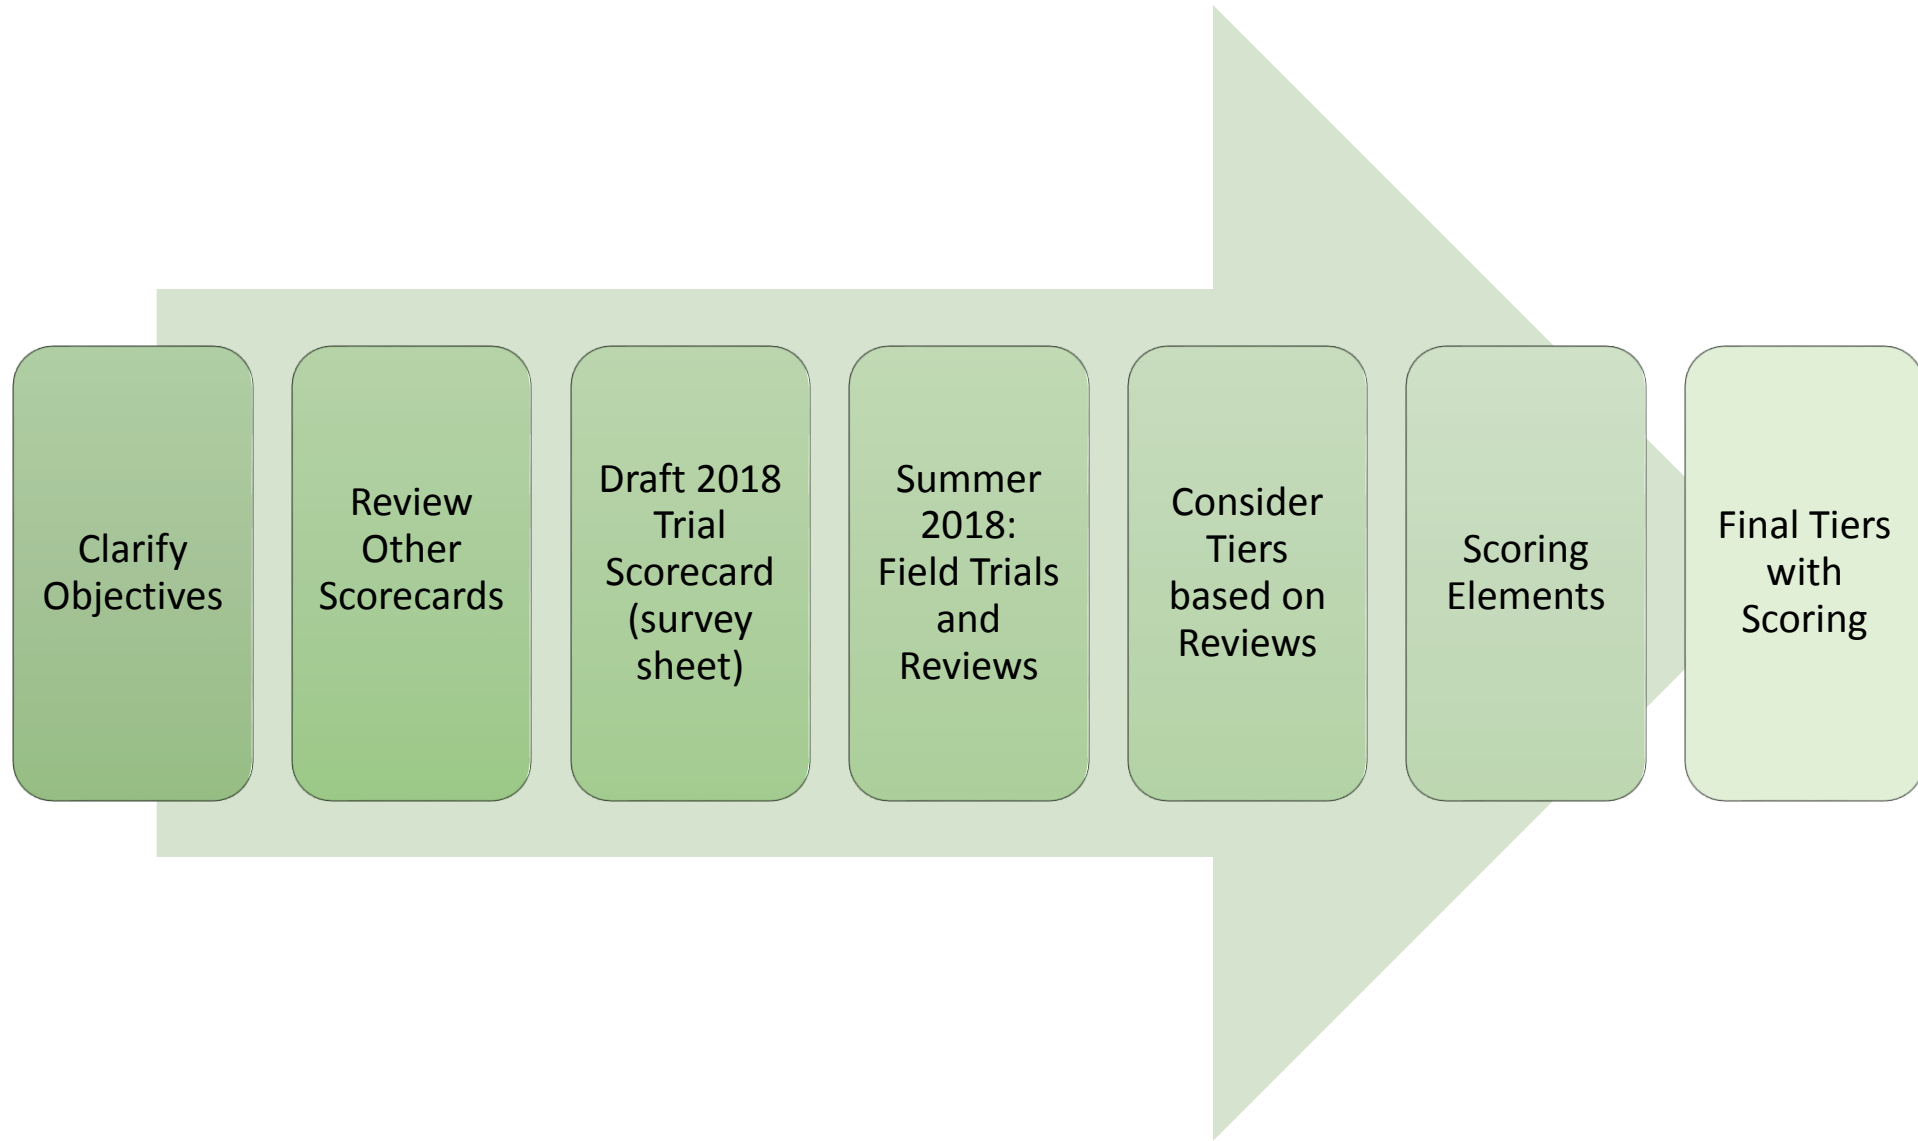 Clarify
Objectives
Review
Other
Scorecards
Draft 2018
Trial
Scorecard
(survey
sheet)
Summer
2018:
Field Trials
and
Reviews
Consider
Tiers
based on
Reviews
Scoring
Elements
Final Tiers
with
Scoring